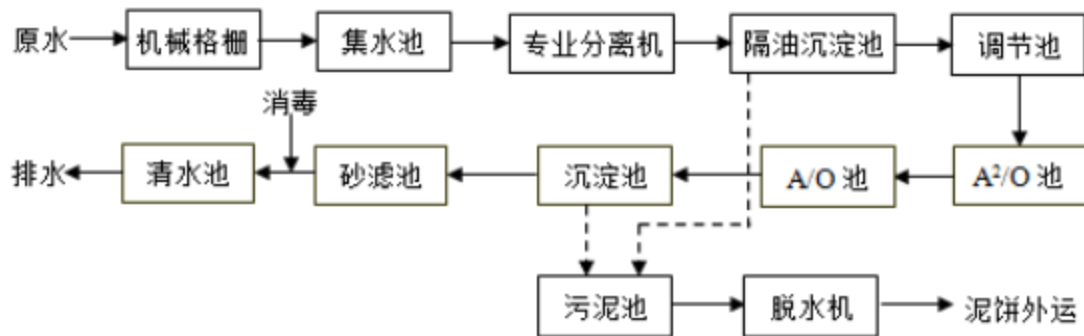 原水
机械格栅
集水池
专业分离机
隔油沉淀池
调节池
消毒
排水
清水池
砂滤池
沉淀池
A/O 池
A²/O 池
污泥池
脱水机
泥饼外运